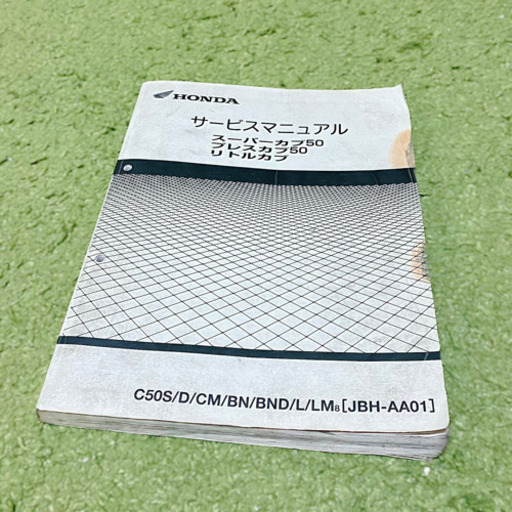 HONDA
サービスマニュアル
スーパーカブ50
プレスカブ50
リトルカブ
C50S/D/CM/BN/BND/L/LM8[JBH-AA01]